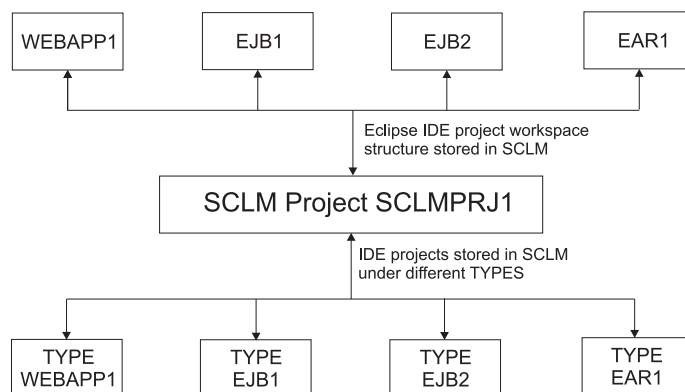 WEBAPP1
EJB1
EJB2
EAR1
Eclipse IDE project workspace
structure stored in SCLM
SCLM Project SCLMPRJ1
IDE projects stored in SCLM
under different TYPES
TYPE
WEBAPP1
TYPE
EJB1
TYPE
EJB2
TYPE
EAR1